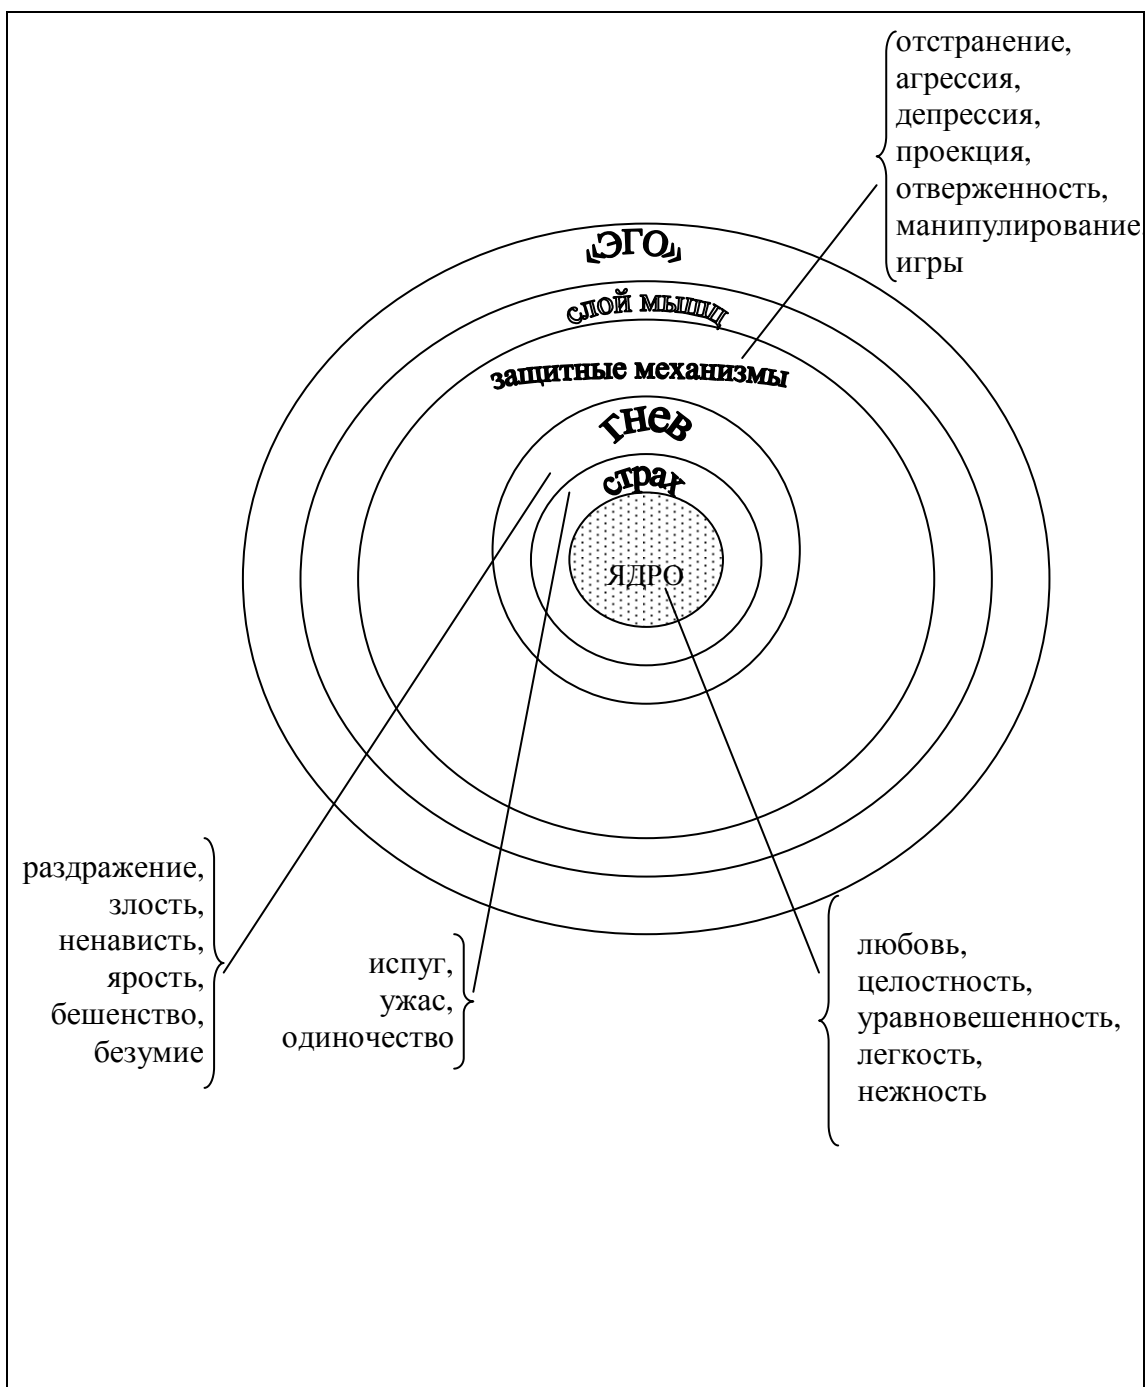 отстранение,
агрессия,
депрессия,
проекция,
отверженность,
манипулирование
игры
«ЭГО»
слой мышц
защитные механизмы
гнев
страх
ЯДРО
раздражение,
злость,
ненависть,
ярость,
бешенство,
безумие
испуг,
ужас,
одиночество
любовь,
целостность,
уравновешенность,
легкость,
нежность